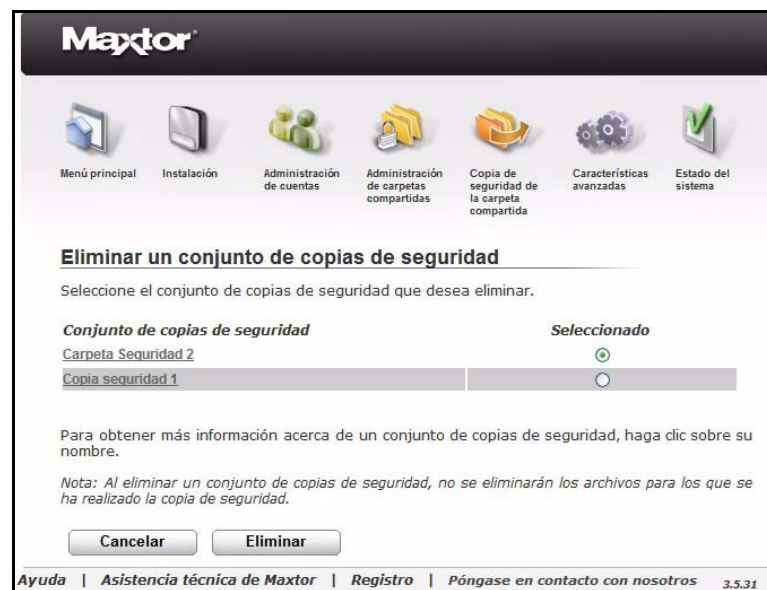 Maxtor
Menú principal
Instalación
Administración de cuentas
Administración de carpetas compartidas
Copia de seguridad de la carpeta compartida
Características avanzadas
Estado del sistema
Eliminar un conjunto de copias de seguridad
Seleccione el conjunto de copias de seguridad que desea eliminar.
Conjunto de copias de seguridad Seleccionado
Carpeta Seguridad 2
Copia seguridad 1
Para obtener más información acerca de un conjunto de copias de seguridad, haga clic sobre su
nombre.
Nota: Al eliminar un conjunto de copias de seguridad, no se eliminarán los archivos para los que se
ha realizado la copia de seguridad.
Cancelar Eliminar
Ayuda | Asistencia técnica de Maxtor | Registro | Póngase en contacto con nosotros 3.5.31